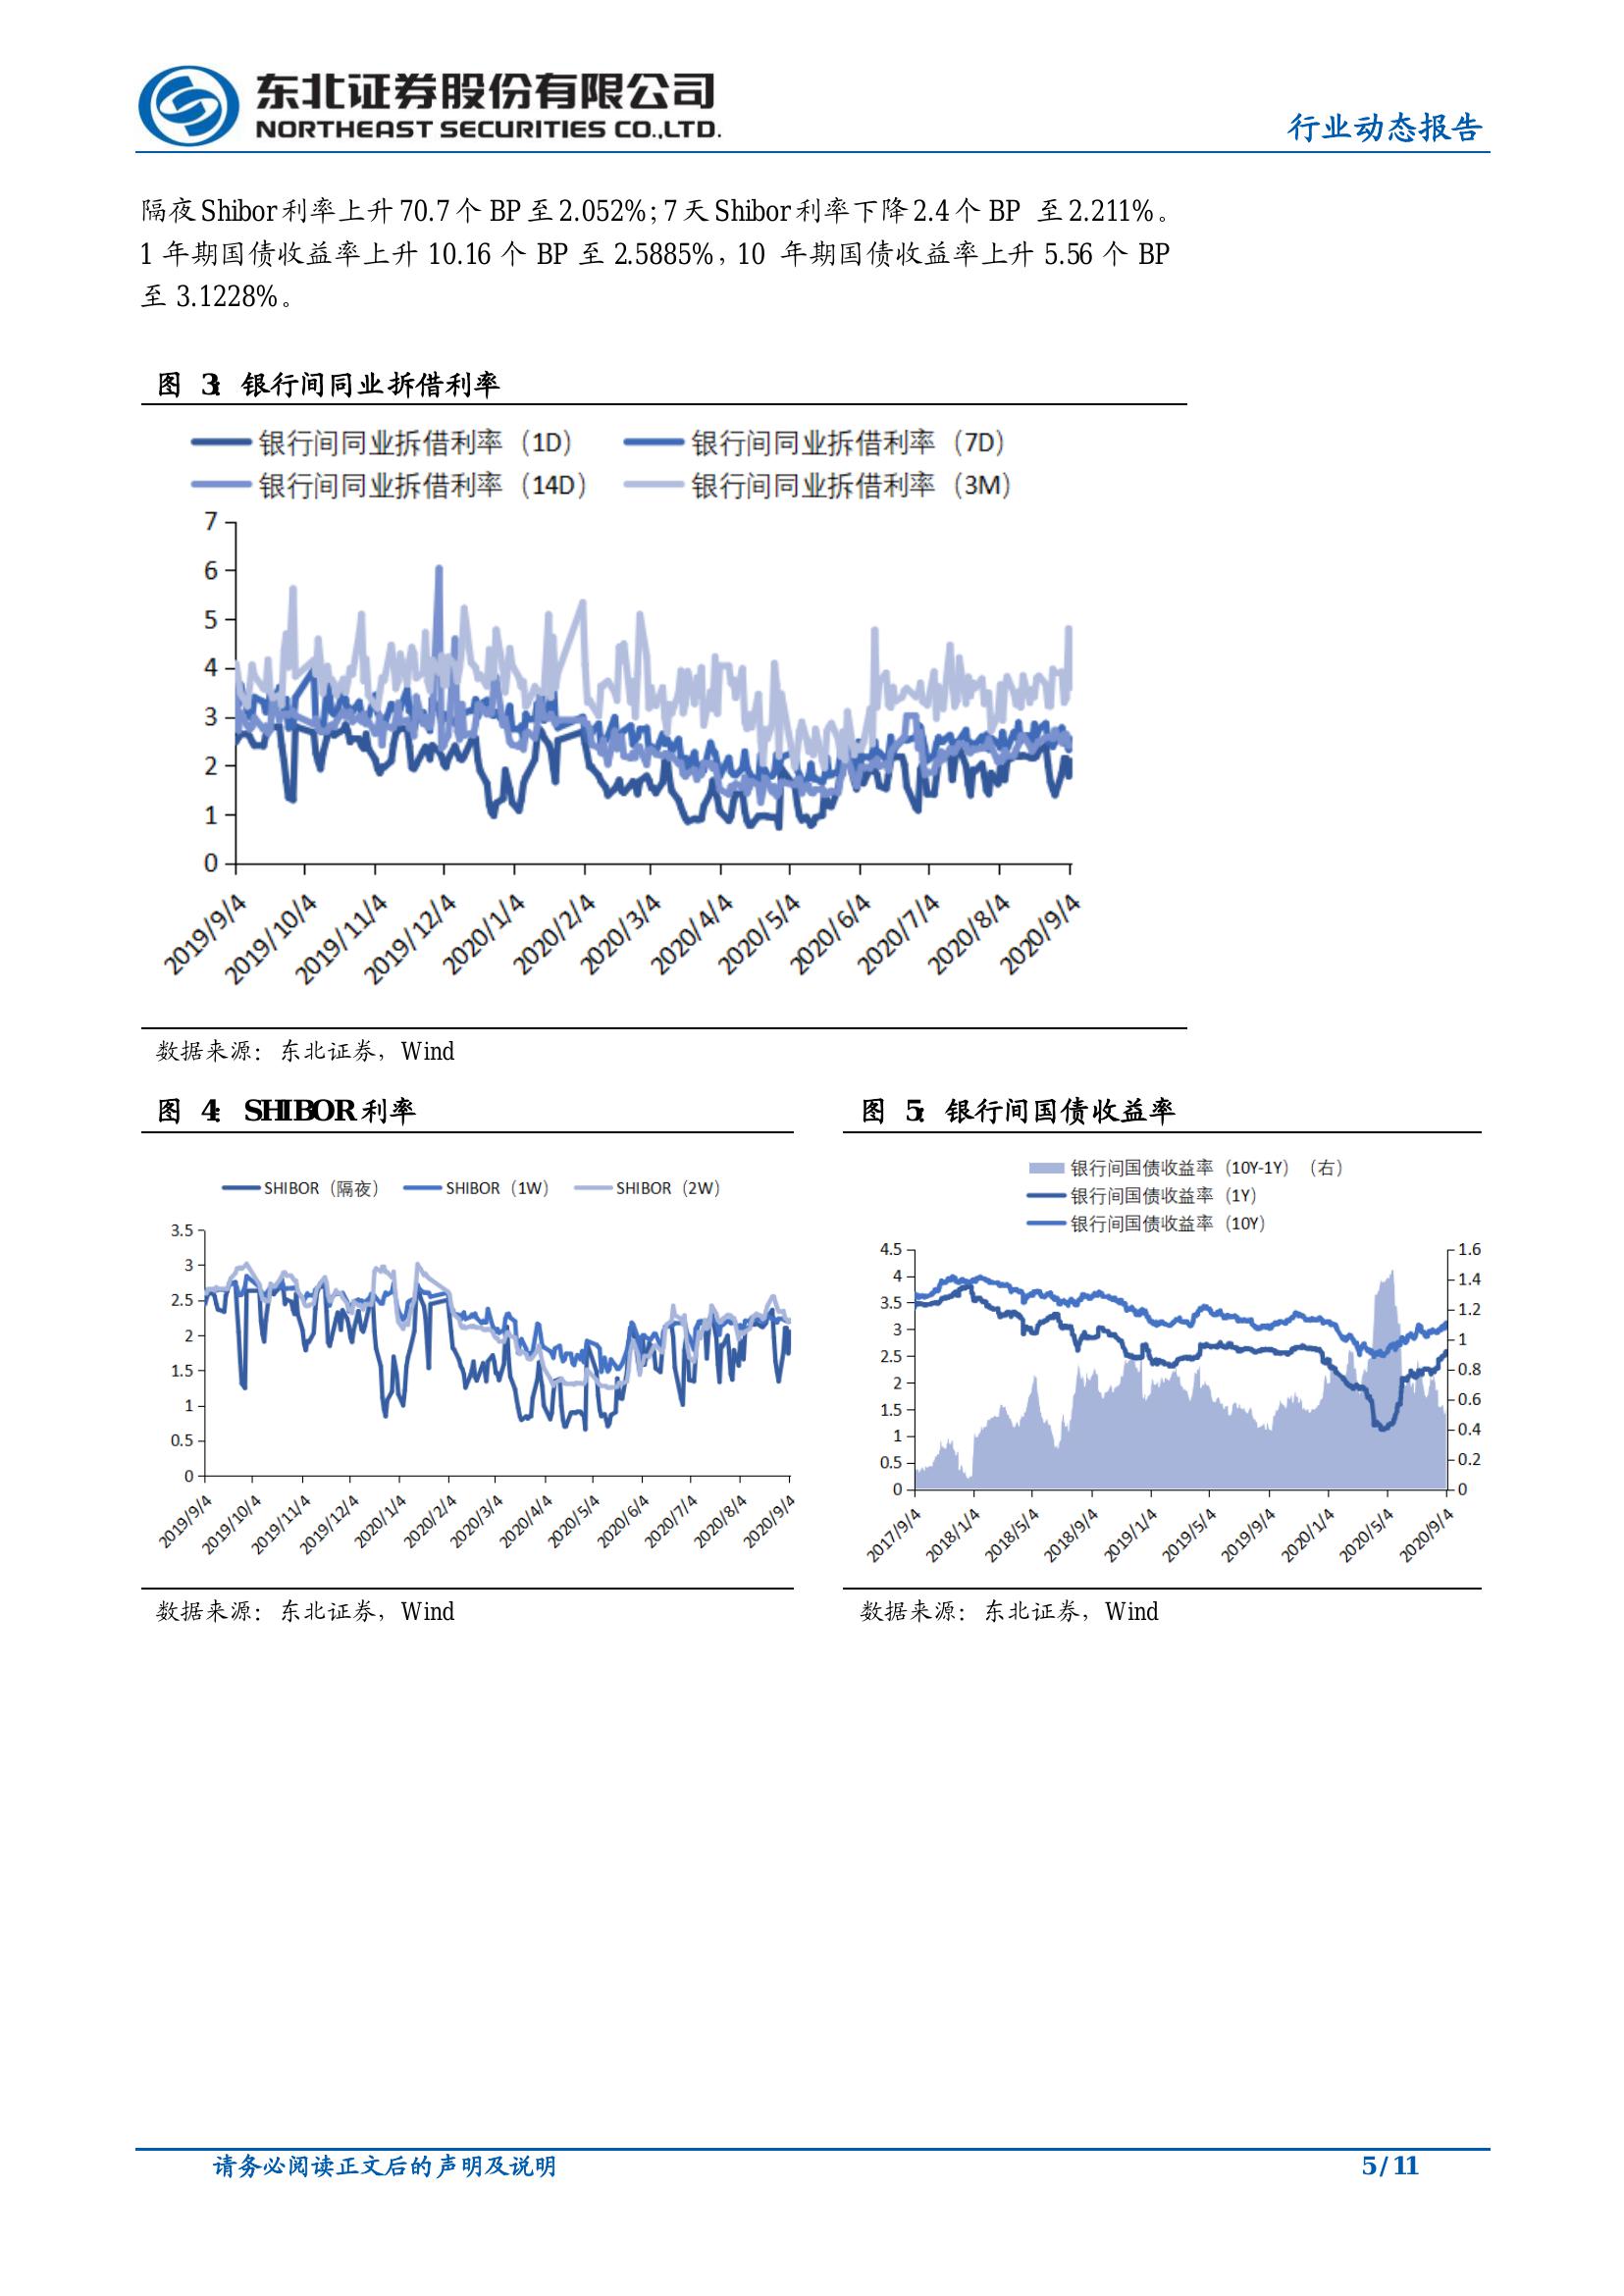 东北证券股份有限公司
NORTHEAST SECURITIES CO.,LTD.
行业动态报告
隔夜Shibor利率上升70.7个 BP至2.052%；7天Shibor利率下降2.4个 BP 至2.211%。
1 年期国债收益率上升 10.16 个 BP 至 2.5885%，10 年期国债收益率上升 5.56 个 BP
至 3.1228%。
图 3：银行间同业拆借利率
银行间同业拆借利率（1D） 银行间同业拆借利率（7D）
银行间同业拆借利率（14D） 银行间同业拆借利率（3M）
7
6
5
4
3
2
1
0
2019/9/4 2019/10/4 2019/11/4 2019/12/4 2020/1/4 2020/2/4 2020/3/4 2020/4/4 2020/5/4 2020/6/4 2020/7/4 2020/8/4 2020/9/4
数据来源：东北证券，Wind
图 4：SHIBOR利率
SHIBOR（隔夜） SHIBOR（1W） SHIBOR（2W）
3.5
3
2.5
2
1.5
1
0.5
0
2019/9/4 2019/10/4 2019/11/4 2019/12/4 2020/1/4 2020/2/4 2020/3/4 2020/4/4 2020/5/4 2020/6/4 2020/7/4 2020/8/4 2020/9/4
数据来源：东北证券，Wind
图 5：银行间国债收益率
银行间国债收益率（10Y-1Y）（右）
银行间国债收益率（1Y）
银行间国债收益率（10Y）
4.5
4
3.5
3
2.5
2
1.5
1
0.5
0
1.6
1.4
1.2
1
0.8
0.6
0.4
0.2
0
2017/9/4 2018/1/4 2018/5/4 2018/9/4 2019/1/4 2019/5/4 2019/9/4 2020/1/4 2020/5/4 2020/9/4
数据来源：东北证券，Wind
请务必阅读正文后的声明及说明
5 / 11